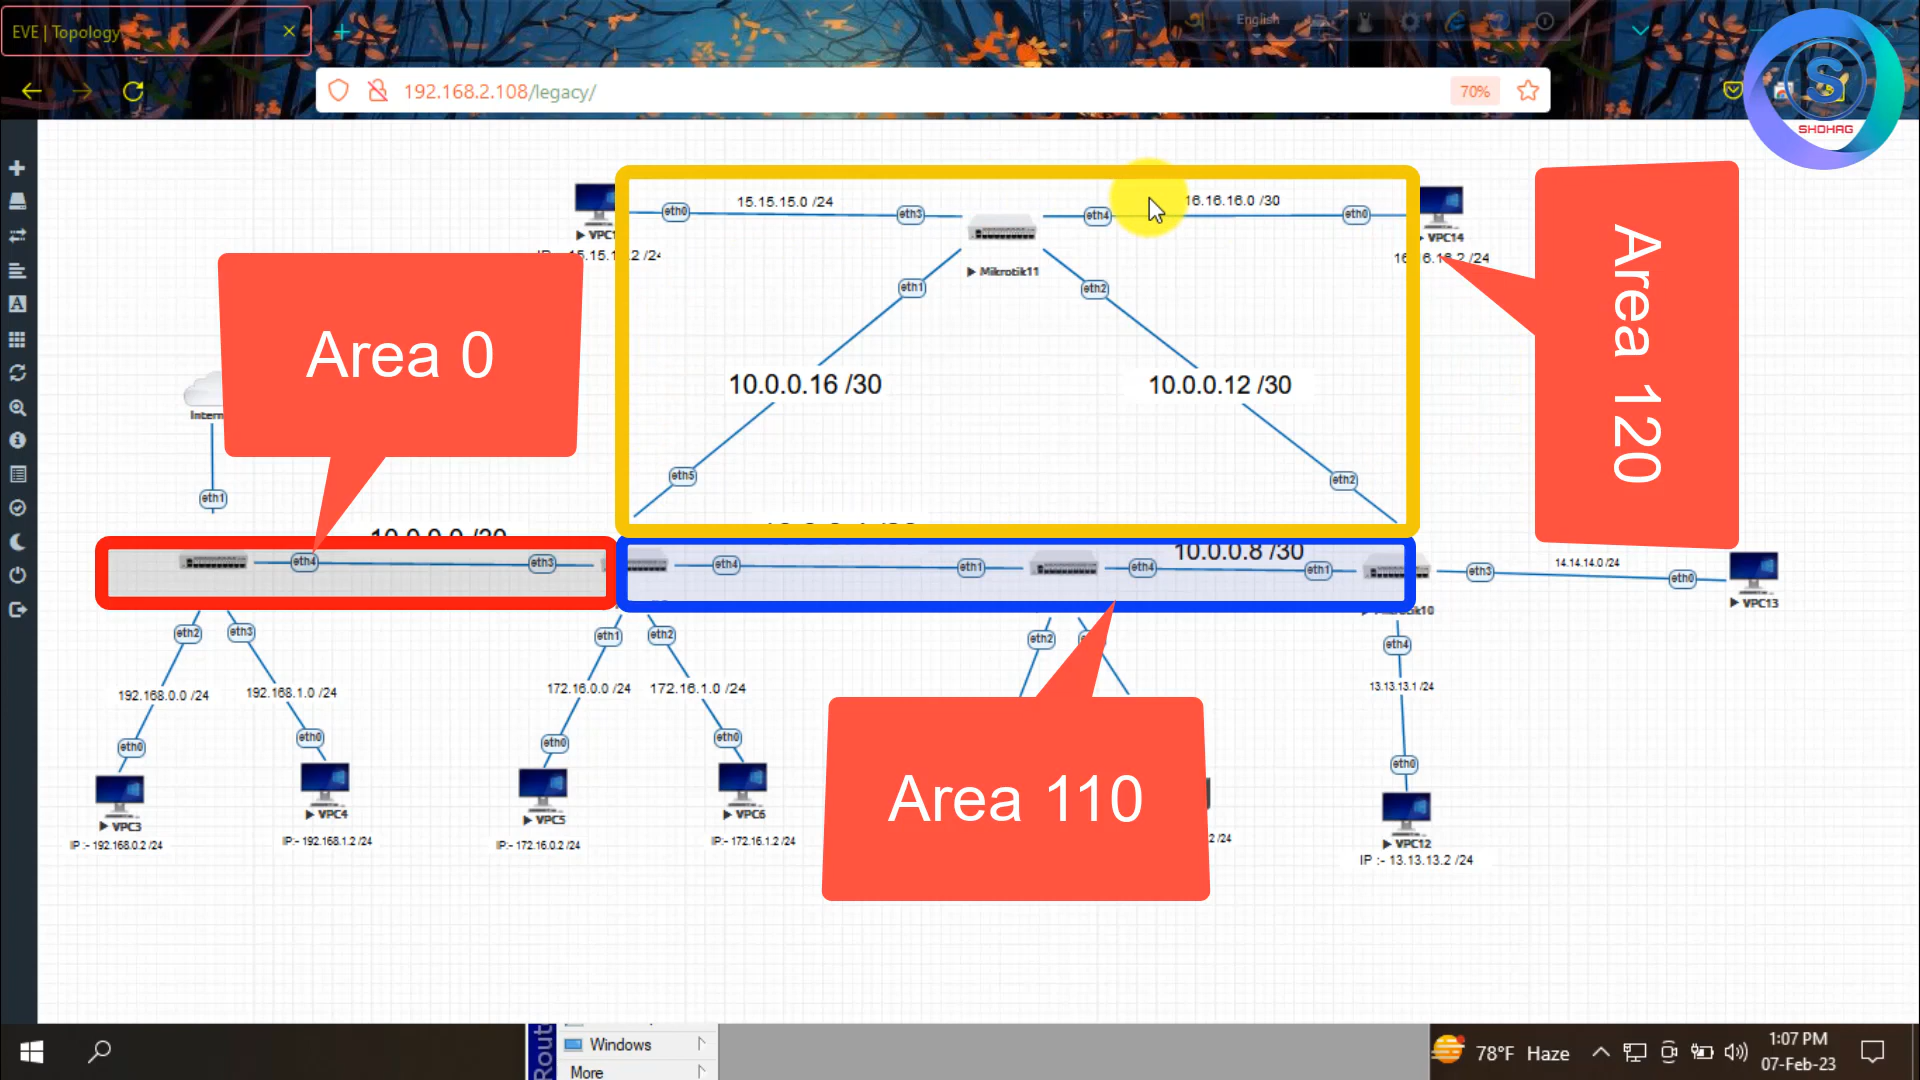 EVE | Topology
English
192.168.2.108/legacy/
70%
S
SHOHAG
15.15.15.0 /24
16.16.16.0 /30
eth0
eth3
eth4
eth0
VPC14
Mikrotik11
eth1
eth2
Area 0
Area 120
10.0.0.16 /30
10.0.0.12 /30
eth5
eth2
eth1
10.0.0.8 /30
eth4
eth3
eth4
eth1
eth4
eth1
eth3
14.14.14.0 /24
eth0
VPC13
eth2
eth3
eth1
eth2
eth2
eth4
192.168.0.0 /24
192.168.1.0 /24
172.16.0.0 /24
172.16.1.0 /24
13.13.13.1 /24
eth0
eth0
eth0
eth0
eth0
Area 110
VPC3
VPC4
VPC5
VPC6
VPC12
IP :- 192.168.0.2 /24
IP:- 192.168.1.2 /24
IP:- 172.16.0.2 /24
IP:- 172.16.1.2 /24
IP :- 13.13.13.2 /24
Rout
Windows
More
78°F Haze
1:07 PM
07-Feb-23